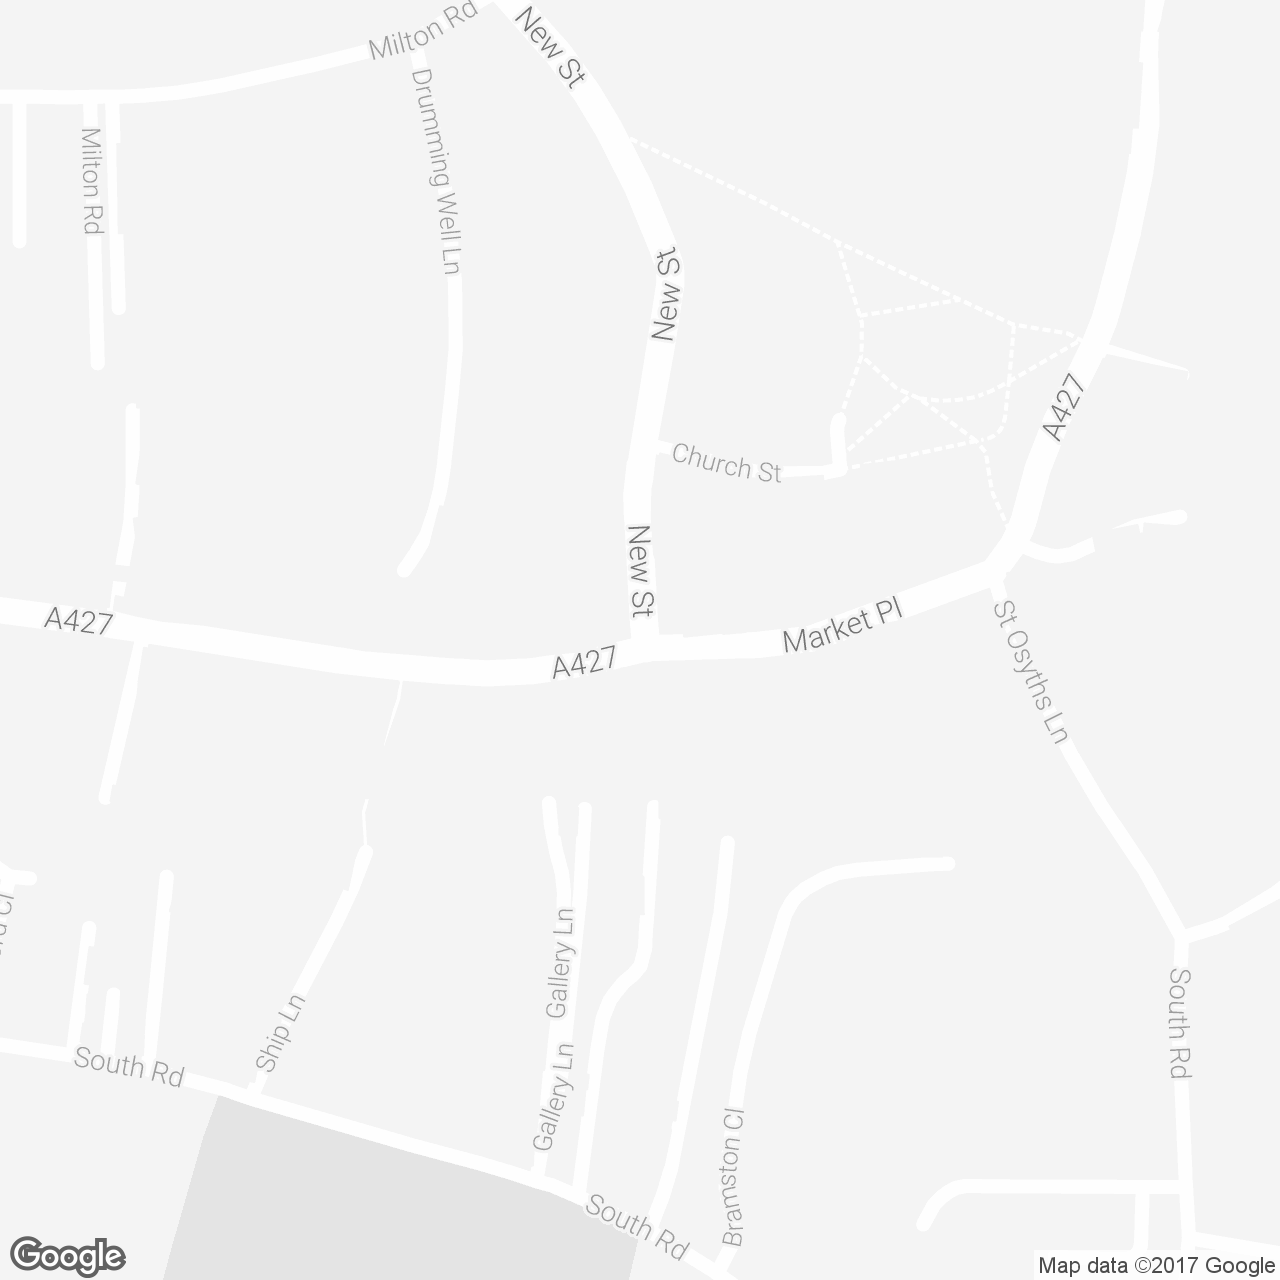 New St
Milton Rd
Drumming Well Ln
Milton Rd
New St
A427
Church St
New St
A427
Market Pl
A427
St Osyths Ln
Gallery Ln
South Rd
Ship Ln
South Rd
Gallery Ln
Bramston Cl
South Rd
Google
Map data ©2017 Google